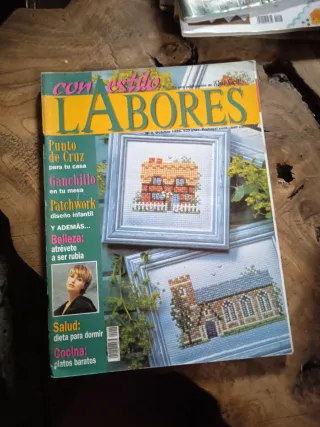 con estilo
LABORES
Punto
de Cruz
para tu casa
Ganchillo
en tu mesa
Patchwork
diseño infantil
Y ADEMÁS...
Belleza:
atrévete
a ser rubia
Salud:
dieta para dormir
Cocina:
platos baratos